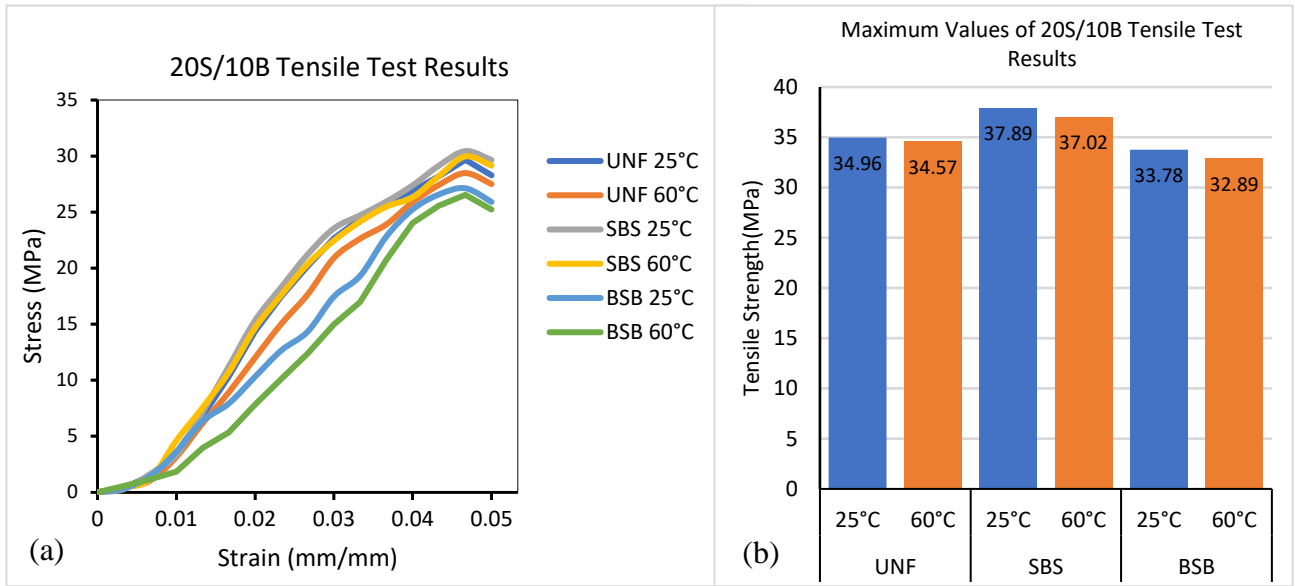 20S/10B Tensile Test Results
Stress (MPa)
35
30
25
20
15
10
5
0
0 0.01 0.02 0.03 0.04 0.05
Strain (mm/mm)
(a)
UNF 25°C
UNF 60°C
SBS 25°C
SBS 60°C
BSB 25°C
BSB 60°C
Maximum Values of 20S/10B Tensile Test
Results
Tensile Strength(MPa)
40
35
30
25
20
15
10
5
0
34.96 34.57 37.89 37.02 33.78 32.89
25°C 60°C 25°C 60°C 25°C 60°C
UNF SBS BSB
(b)